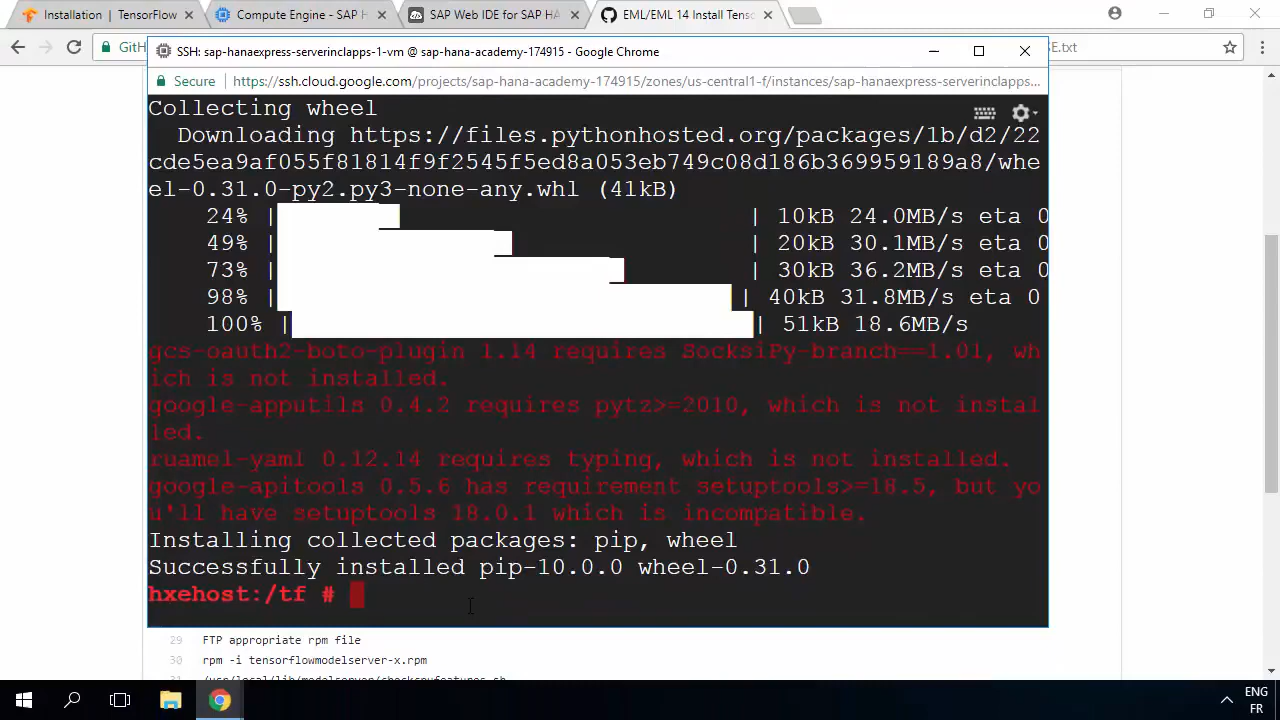 Installation | TensorFlow
Compute Engine - SAP H
SAP Web IDE for SAP HA
EML/EML 14 Install Tens
GitH
SE.txt
SSH: sap-hanaexpress-serverinclapps-1-vm @ sap-hana-academy-174915 - Google Chrome
Secure https://ssh.cloud.google.com/projects/sap-hana-academy-174915/zones/us-central1-f/instances/sap-hanaexpress-serverinclapps...
Collecting wheel
Downloading https://files.pythonhosted.org/packages/1b/d2/22
cde5ea9af055f81814f9f2545f5ed8a053eb749c08d186b369959189a8/whe
el-0.31.0-py2.py3-none-any.whl (41kB)
24% | | 10kB 24.0MB/s eta 0
49% | | 20kB 30.1MB/s eta 0
73% | | 30kB 36.2MB/s eta 0
98% | | 40kB 31.8MB/s eta 0
100% | | 51kB 18.6MB/s
gcs-oauth2-boto-plugin 1.14 requires SocksiPy-branch==1.01, wh
ich is not installed.
google-apputils 0.4.2 requires pytz>=2010, which is not instal
led.
ruamel-yaml 0.12.14 requires typing, which is not installed.
google-apitools 0.5.6 has requirement setuptools>=18.5, but yo
u'll have setuptools 18.0.1 which is incompatible.
Installing collected packages: pip, wheel
Successfully installed pip-10.0.0 wheel-0.31.0
hxehost:/tf #
29 FTP appropriate rpm file
30 rpm -i tensorflowmodelserver-x.rpm
ENG
FR